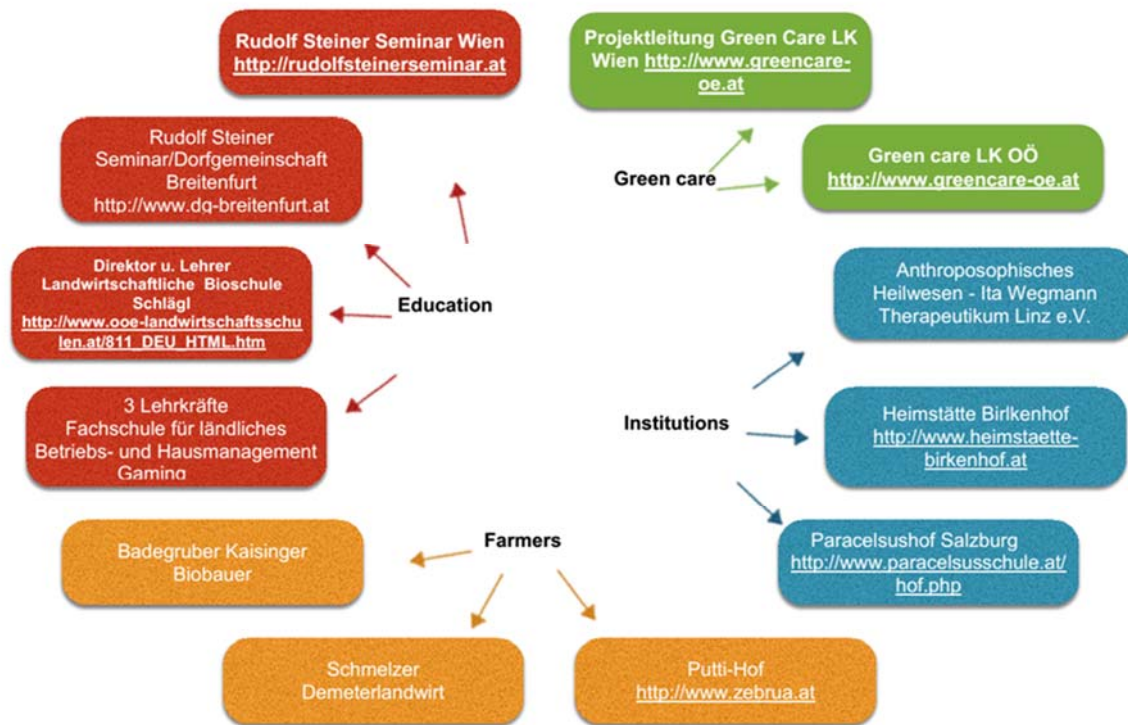 Rudolf Steiner Seminar Wien
http://rudolfsteinerseminar.at
Projektleitung Green Care LK
Wien http://www.greencare-
oe.at
Rudolf Steiner
Seminar/Dorfgemeinschaft
Breitenfurt
http://www.dg-breitenfurt.at
Green care
Green care LK OÖ
http://www.greencare-oe.at
Direktor u. Lehrer
Landwirtschaftliche Bioschule
Schlägl
http://www.ooe-landwirtschaftsschu
len.at/811_DEU_HTML.htm
Education
Anthroposophisches
Heilwesen - Ita Wegmann
Therapeutikum Linz e.V.
3 Lehrkräfte
Fachschule für ländliches
Betriebs- und Hausmanagement
Gaming
Institutions
Heimstätte Birlkenhof
http://www.heimstaette-
birkenhof.at
Badegruber Kaisinger
Biobauer
Farmers
Paracelsushof Salzburg
http://www.paracelsusschule.at/
hof.php
Schmelzer
Demeterlandwirt
Putti-Hof
http://www.zebrua.at